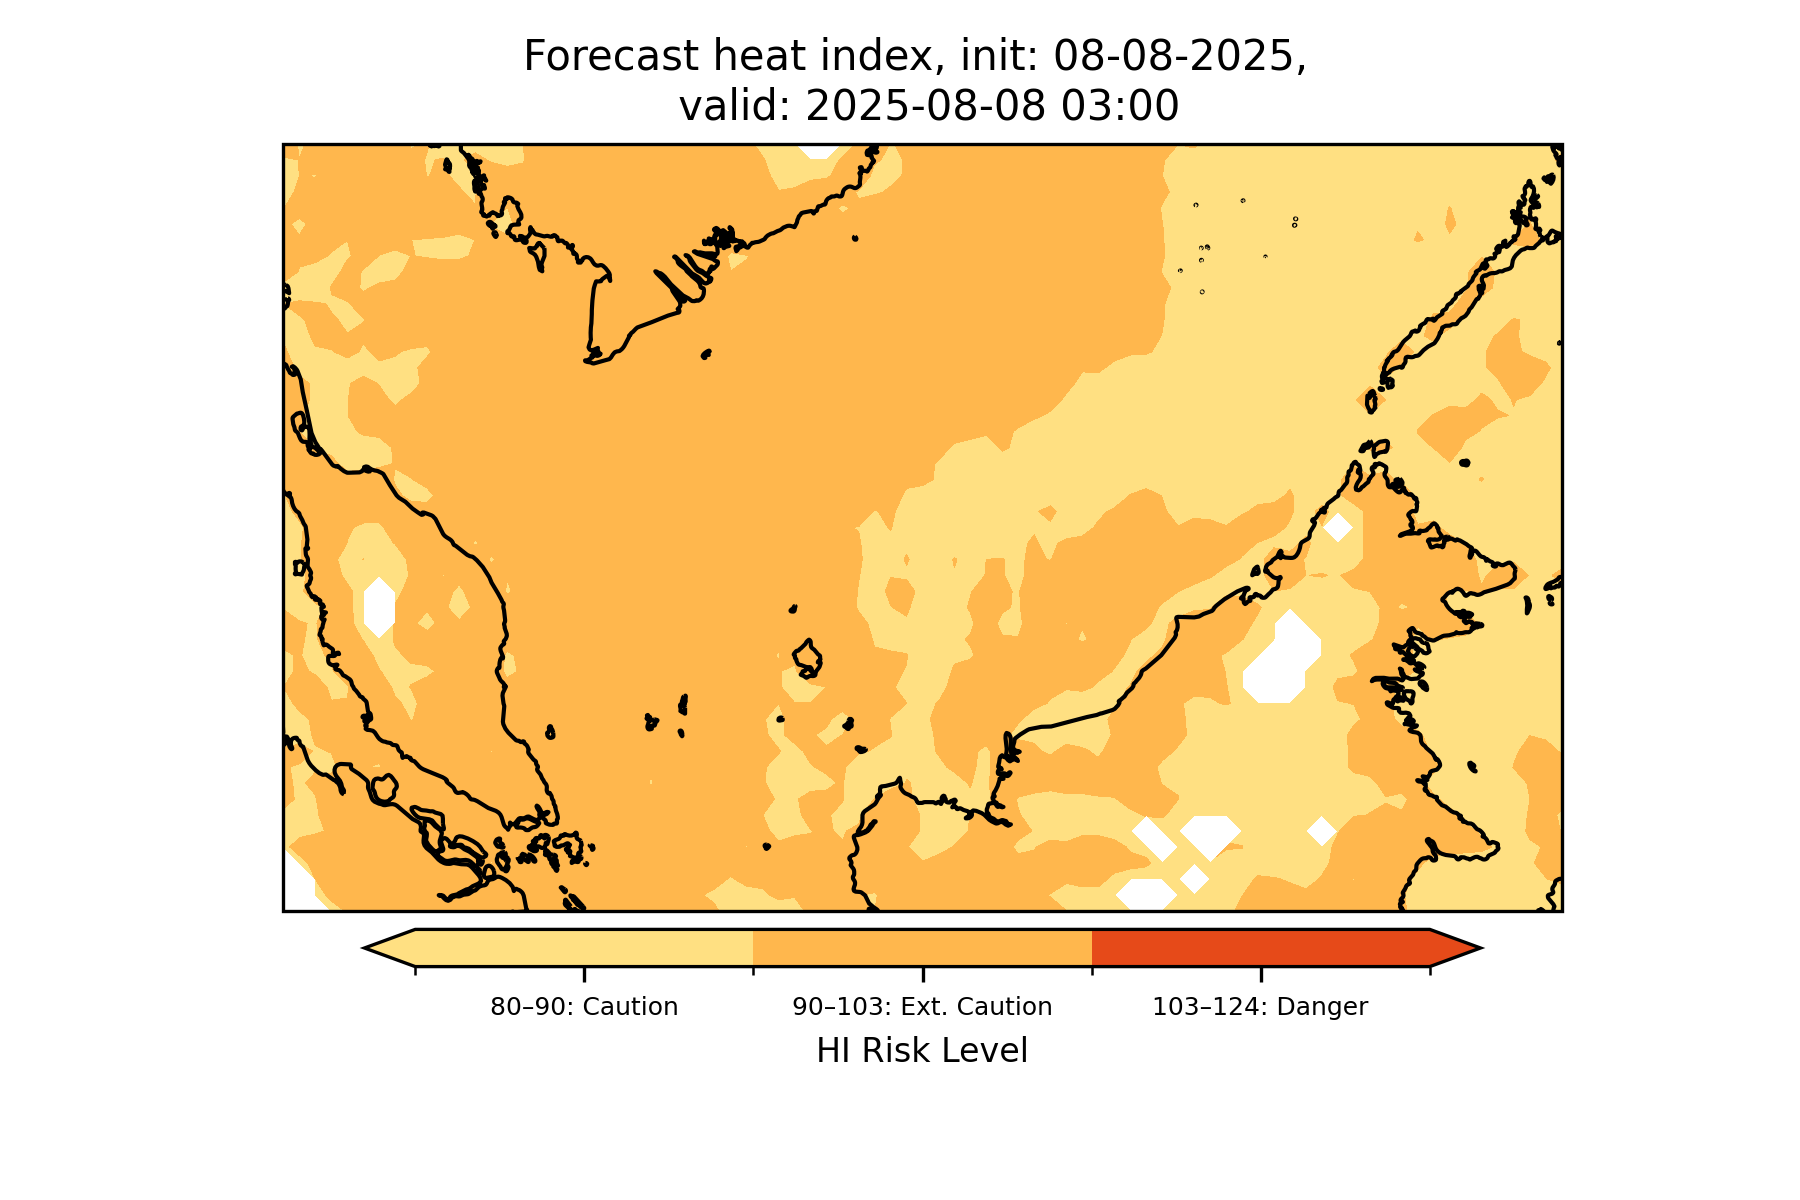 Forecast heat index, init: 08-08-2025,
valid: 2025-08-08 03:00
80–90: Caution
90–103: Ext. Caution
103–124: Danger
HI Risk Level